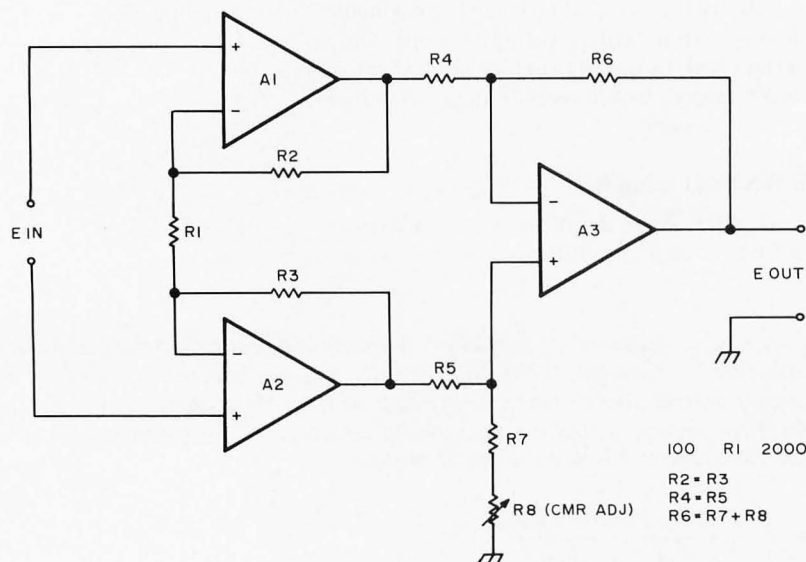 R4
R6
+
A1
−
R2
−
A3
+
E IN
R1
R3
E OUT
−
A2
+
R5
R7
R8 (CMR ADJ)
100 R1 2000
R2=R3
R4=R5
R6=R7+R8